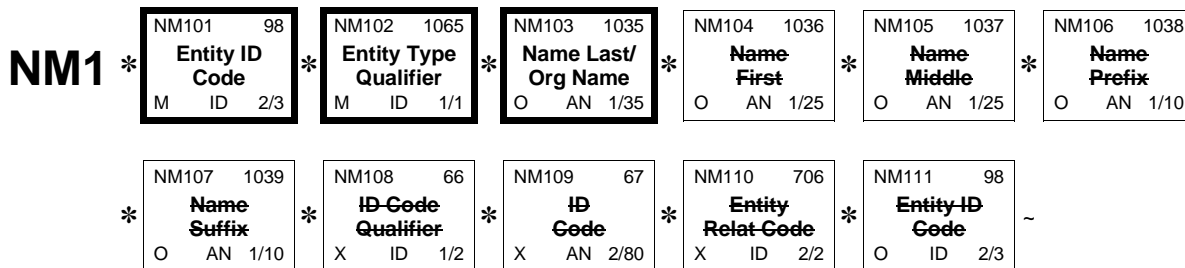 NM101 98 NM102 1065 NM103 1035 NM104 1036 NM105 1037 NM106 1038
NM1 * Entity ID Code * Entity Type Qualifier * Name Last/ Org Name * Name First * Name Middle * Name Prefix
M ID 2/3 M ID 1/1 O AN 1/35 O AN 1/25 O AN 1/25 O AN 1/10
NM107 1039 NM108 66 NM109 67 NM110 706 NM111 98
* Name Suffix * ID Code Qualifier * ID Code * Entity Relat Code * Entity ID Code ~
O AN 1/10 X ID 1/2 X AN 2/80 X ID 2/2 O ID 2/3